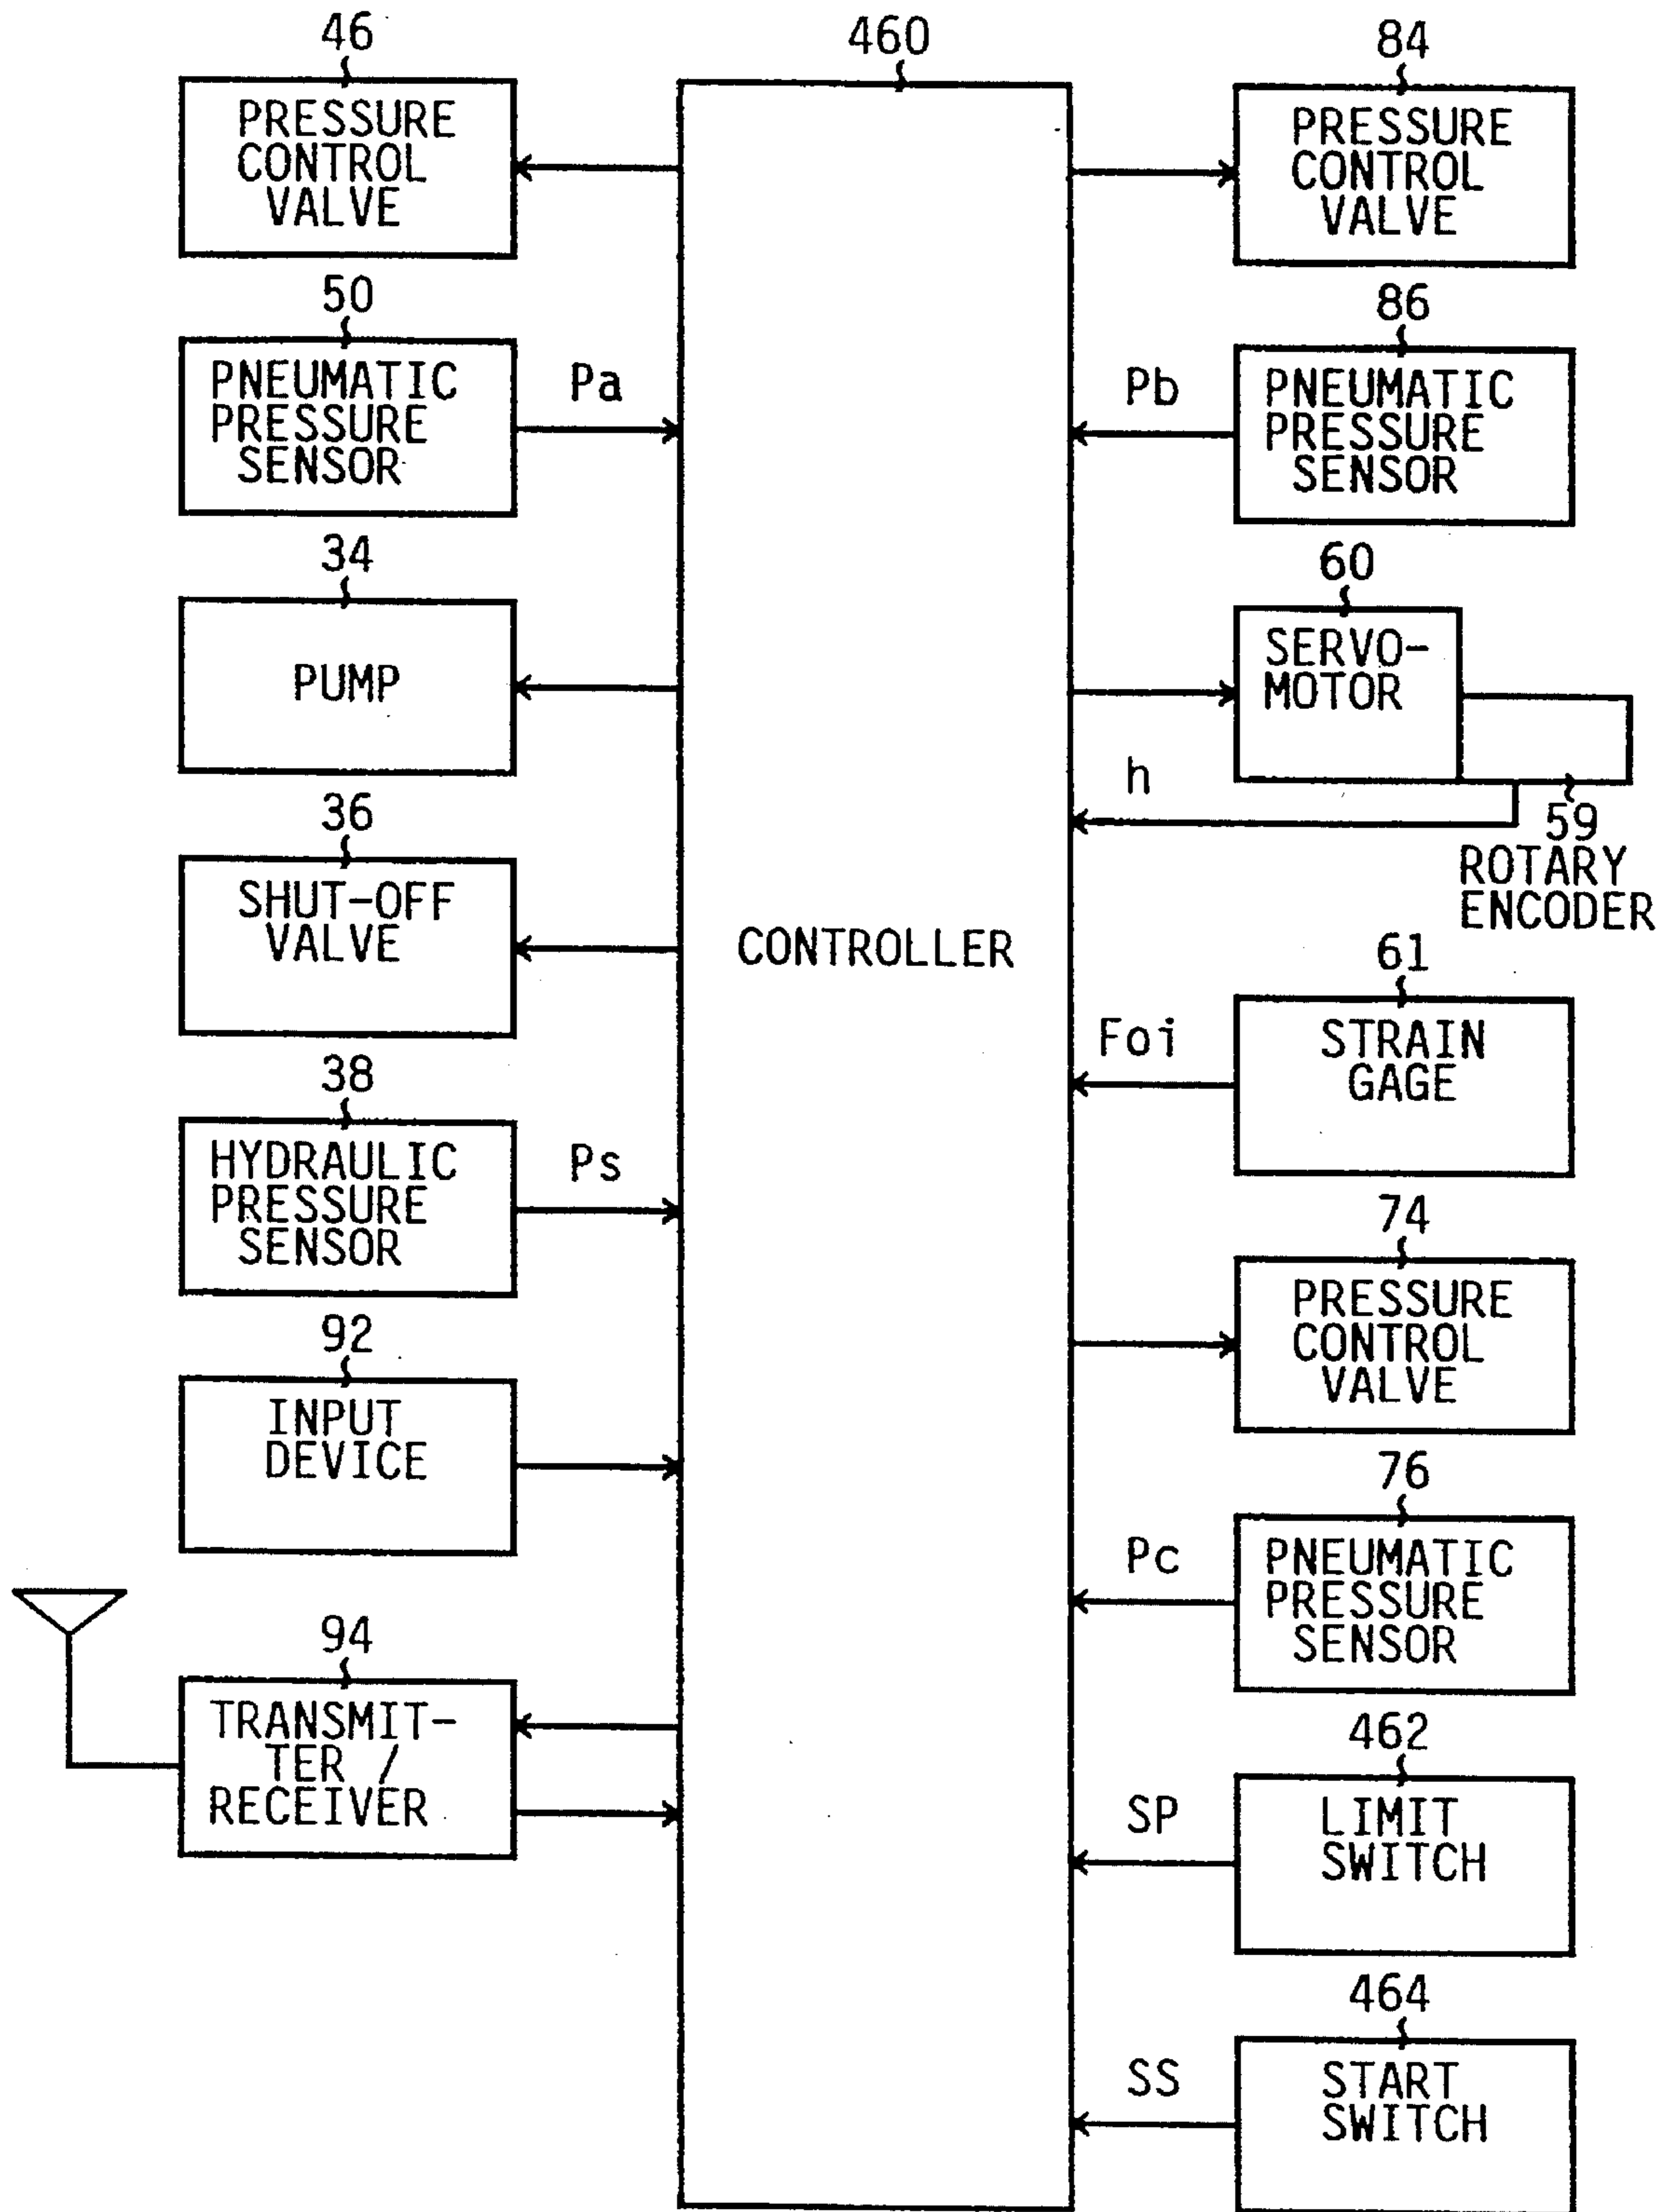 46
PRESSURE
CONTROL
VALVE
50
PNEUMATIC
PRESSURE
SENSOR
Pa
34
PUMP
36
SHUT-OFF
VALVE
38
HYDRAULIC
PRESSURE
SENSOR
Ps
92
INPUT
DEVICE
94
TRANSMIT-
TER /
RECEIVER
460
CONTROLLER
84
PRESSURE
CONTROL
VALVE
86
Pb
PNEUMATIC
PRESSURE
SENSOR
60
SERVO-
MOTOR
h
59
ROTARY
ENCODER
61
Foi
STRAIN
GAGE
74
PRESSURE
CONTROL
VALVE
76
Pc
PNEUMATIC
PRESSURE
SENSOR
462
SP
LIMIT
SWITCH
464
SS
START
SWITCH